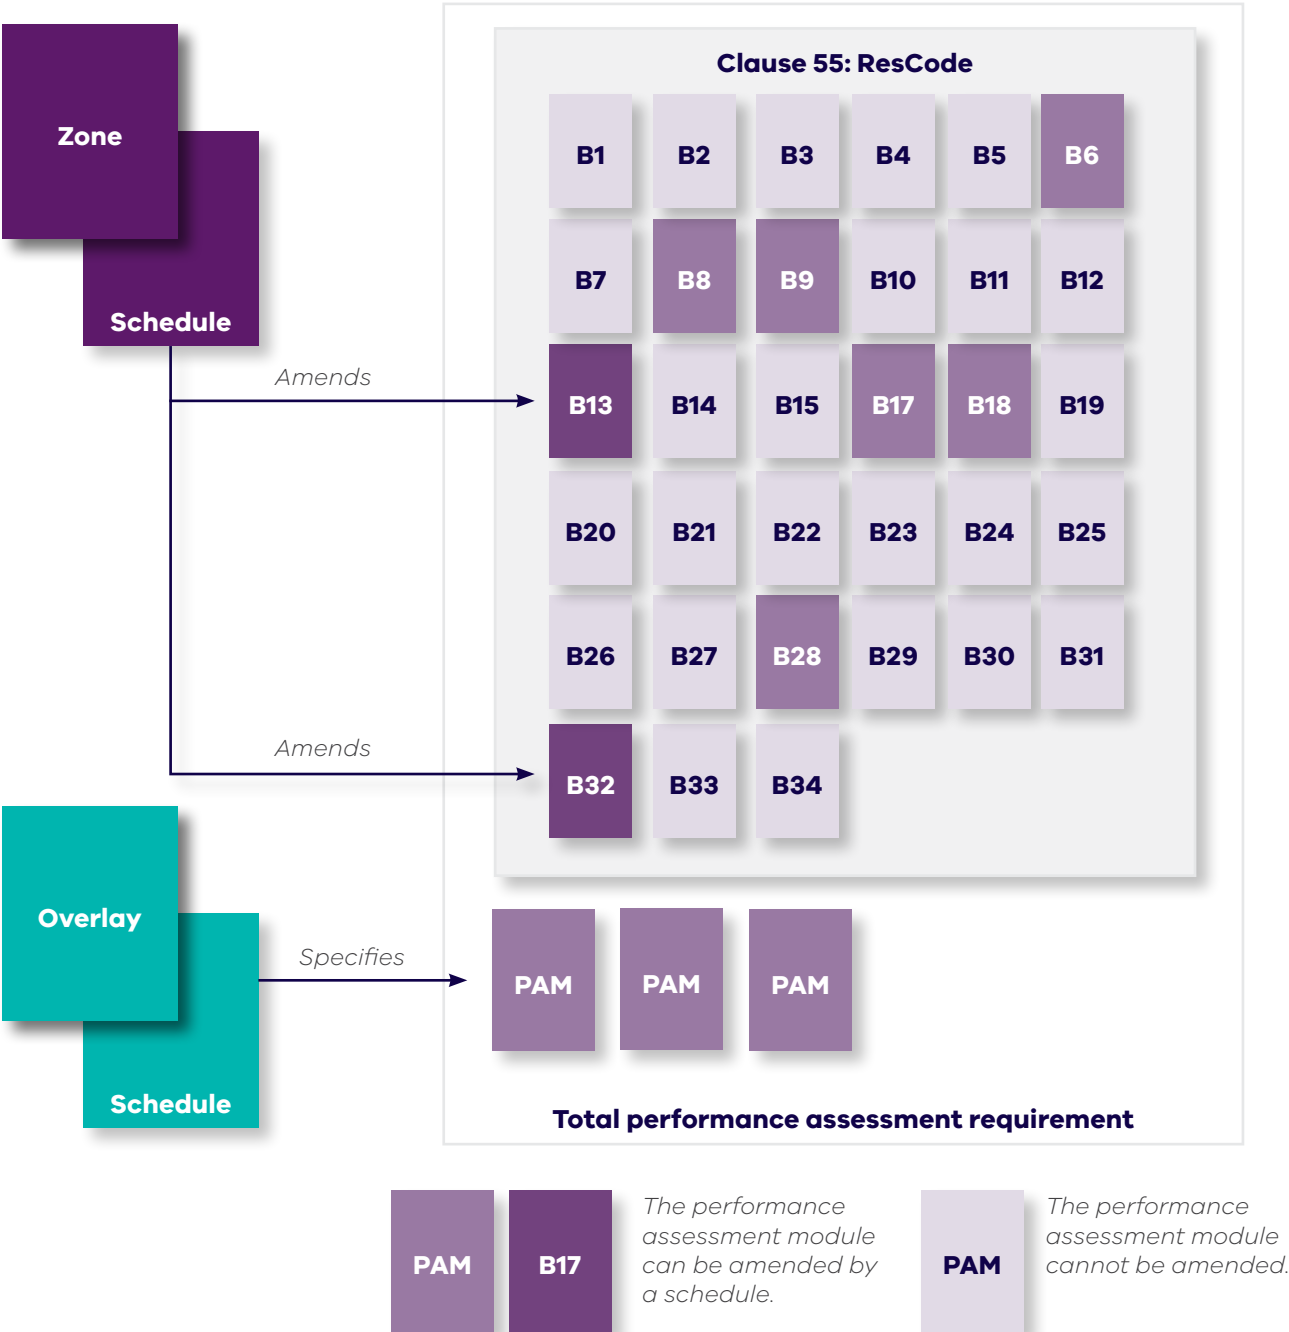 Zone
Schedule
Clause 55: ResCode
B1 B2 B3 B4 B5 B6
B7 B8 B9 B10 B11 B12
Amends
B13 B14 B15 B17 B18 B19
B20 B21 B22 B23 B24 B25
B26 B27 B28 B29 B30 B31
Amends
B32 B33 B34
Overlay
Schedule
Specifies
PAM PAM PAM
Total performance assessment requirement
PAM B17
The performance
assessment module
can be amended by
a schedule.
PAM
The performance
assessment module
cannot be amended.